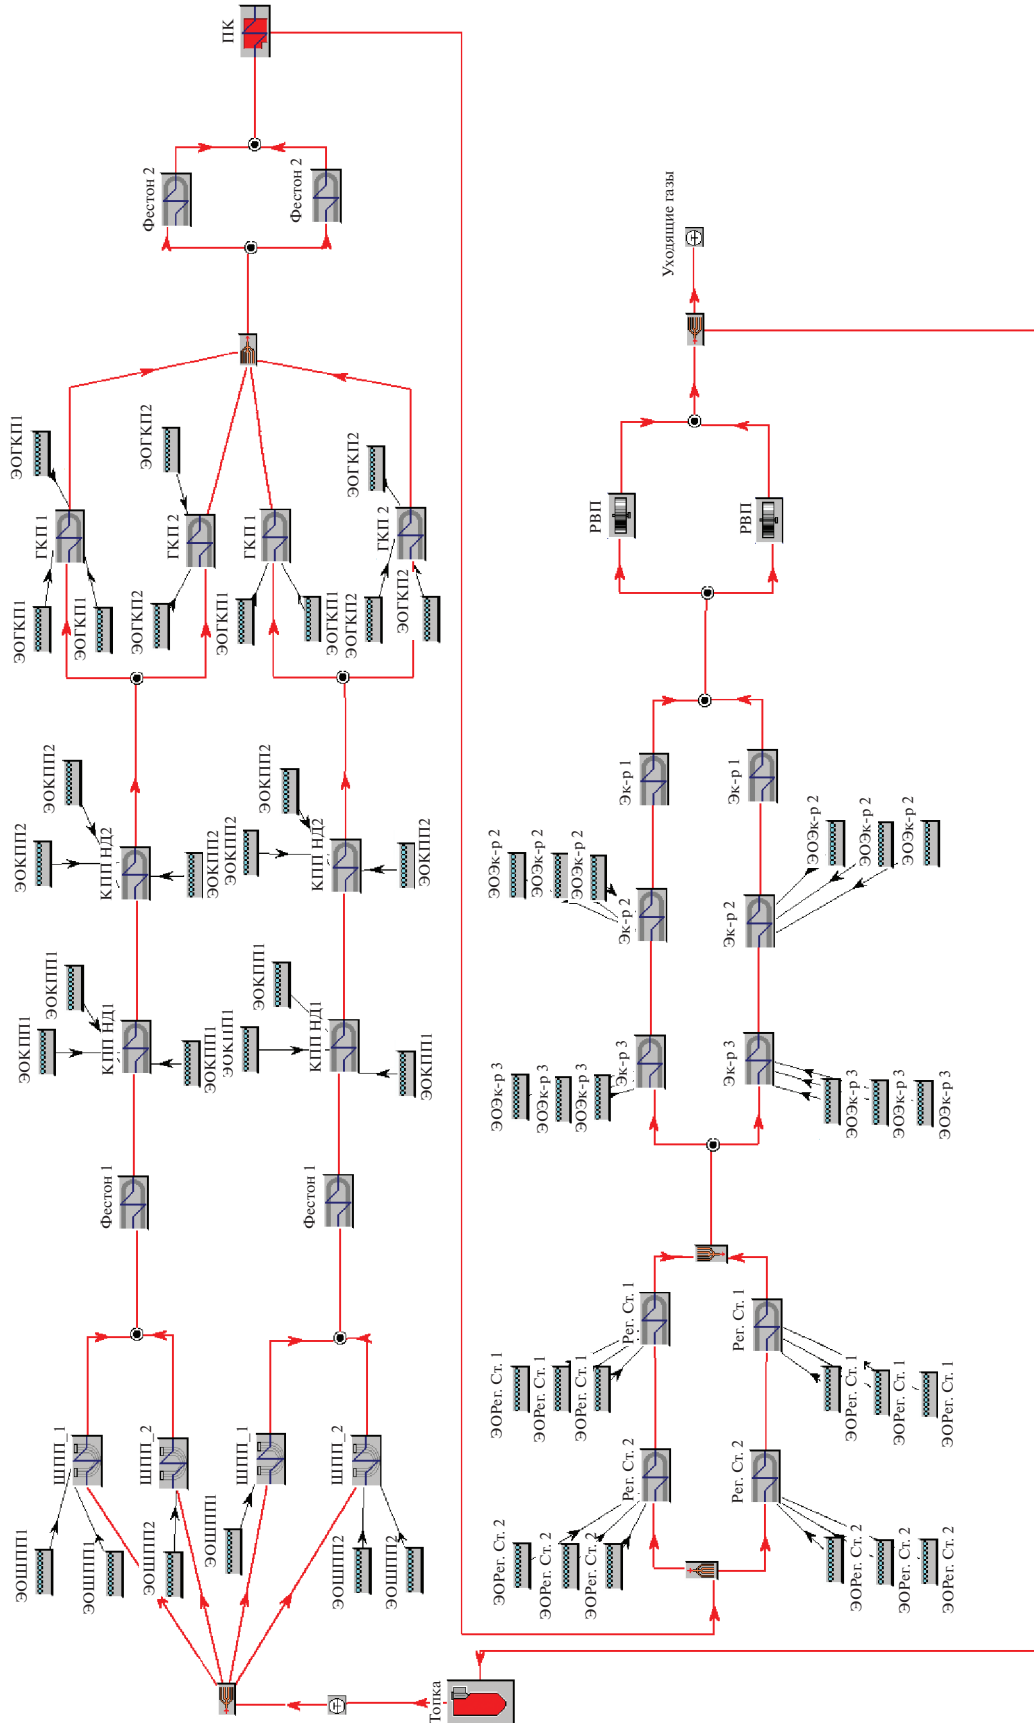 ЭОШПП1
ЭОКПП1
ЭОКПП2
ЭОГКП1
ЭОГКП1
ШПП_1
ЭОКПП1
ЭОКПП2
ГКП 1
ЭОШПП1
ЭОГКП1
Фестон 1
КПП НД1
КПП НД2
ЭОШПП2
ШПП_2
ЭОГКП2
ЭОГКП2
Фестон 2
ГКП 2
ЭОШПП1
ЭОКПП1
ЭОКПП2
ПК
ЭОКПП1
ЭОКПП2
ЭОГКП1
ШПП_1
ГКП 1
ЭОКПП1
ЭОКПП2
Фестон 2
Фестон 1
КПП НД1
КПП НД2
ЭОШПП2
ШПП_2
ЭОГКП1
ЭОГКП2
ЭОГКП2
ГКП 2
ЭОШПП2
ЭОГКП2
ЭОКПП1
ЭОКПП2
Топка
ЭОРег. Ст. 2
ЭОРег. Ст. 1
ЭОЭк-р 3
ЭОЭк-р 2
ЭОРег. Ст. 2
ЭОРег. Ст. 1
ЭОЭк-р 3
ЭОЭк-р 2
ЭОРег. Ст. 2
ЭОРег. Ст. 1
ЭОЭк-р 3
ЭОЭк-р 2
Рег. Ст. 2
Рег. Ст. 1
Эк-р 3
Эк-р 2
Эк-р 1
РВП
Уходящие газы
Рег. Ст. 2
Рег. Ст. 1
Эк-р 3
Эк-р 2
Эк-р 1
РВП
ЭОРег. Ст. 2
ЭОРег. Ст. 1
ЭОЭк-р 3
ЭОЭк-р 2
ЭОРег. Ст. 2
ЭОРег. Ст. 1
ЭОЭк-р 3
ЭОЭк-р 2
ЭОРег. Ст. 2
ЭОРег. Ст. 1
ЭОЭк-р 3
ЭОЭк-р 2